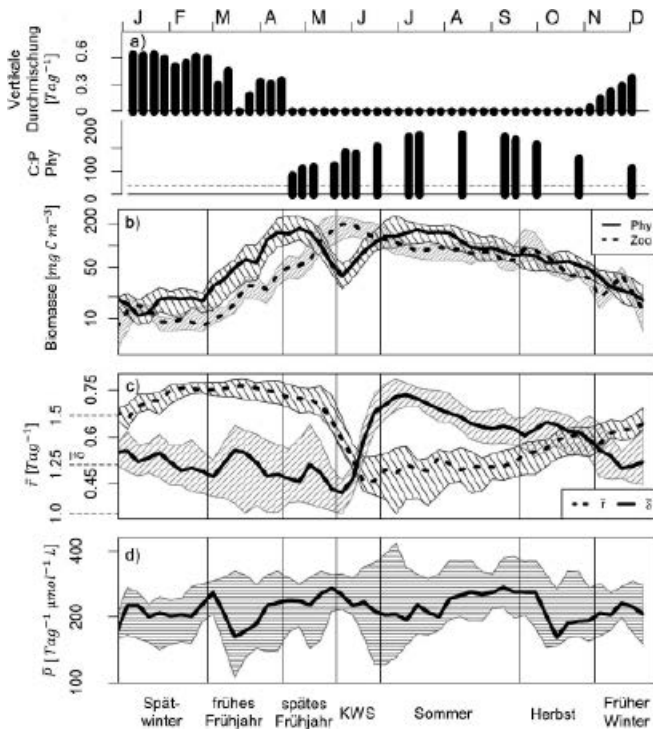 J F M A M J J A S O N D
a)
Vertikale
Durchmischung
[Tag⁻¹]
0.6
0.3
0
C:P
Phy
200
100
0
b)
Phy
Zoo
Biomasse [mg C m⁻³]
200
50
10
c)
r̄ [Tag⁻¹]
0.75
0.6
0.45
δ̄
1.5
1.25
1.0
r̄ δ̄
d)
p̄ [Tag⁻¹ µmol⁻¹ L]
400
200
100
Spät-
winter
frühes
Frühjahr
spätes
Frühjahr
KWS
Sommer
Herbst
Früher
Winter